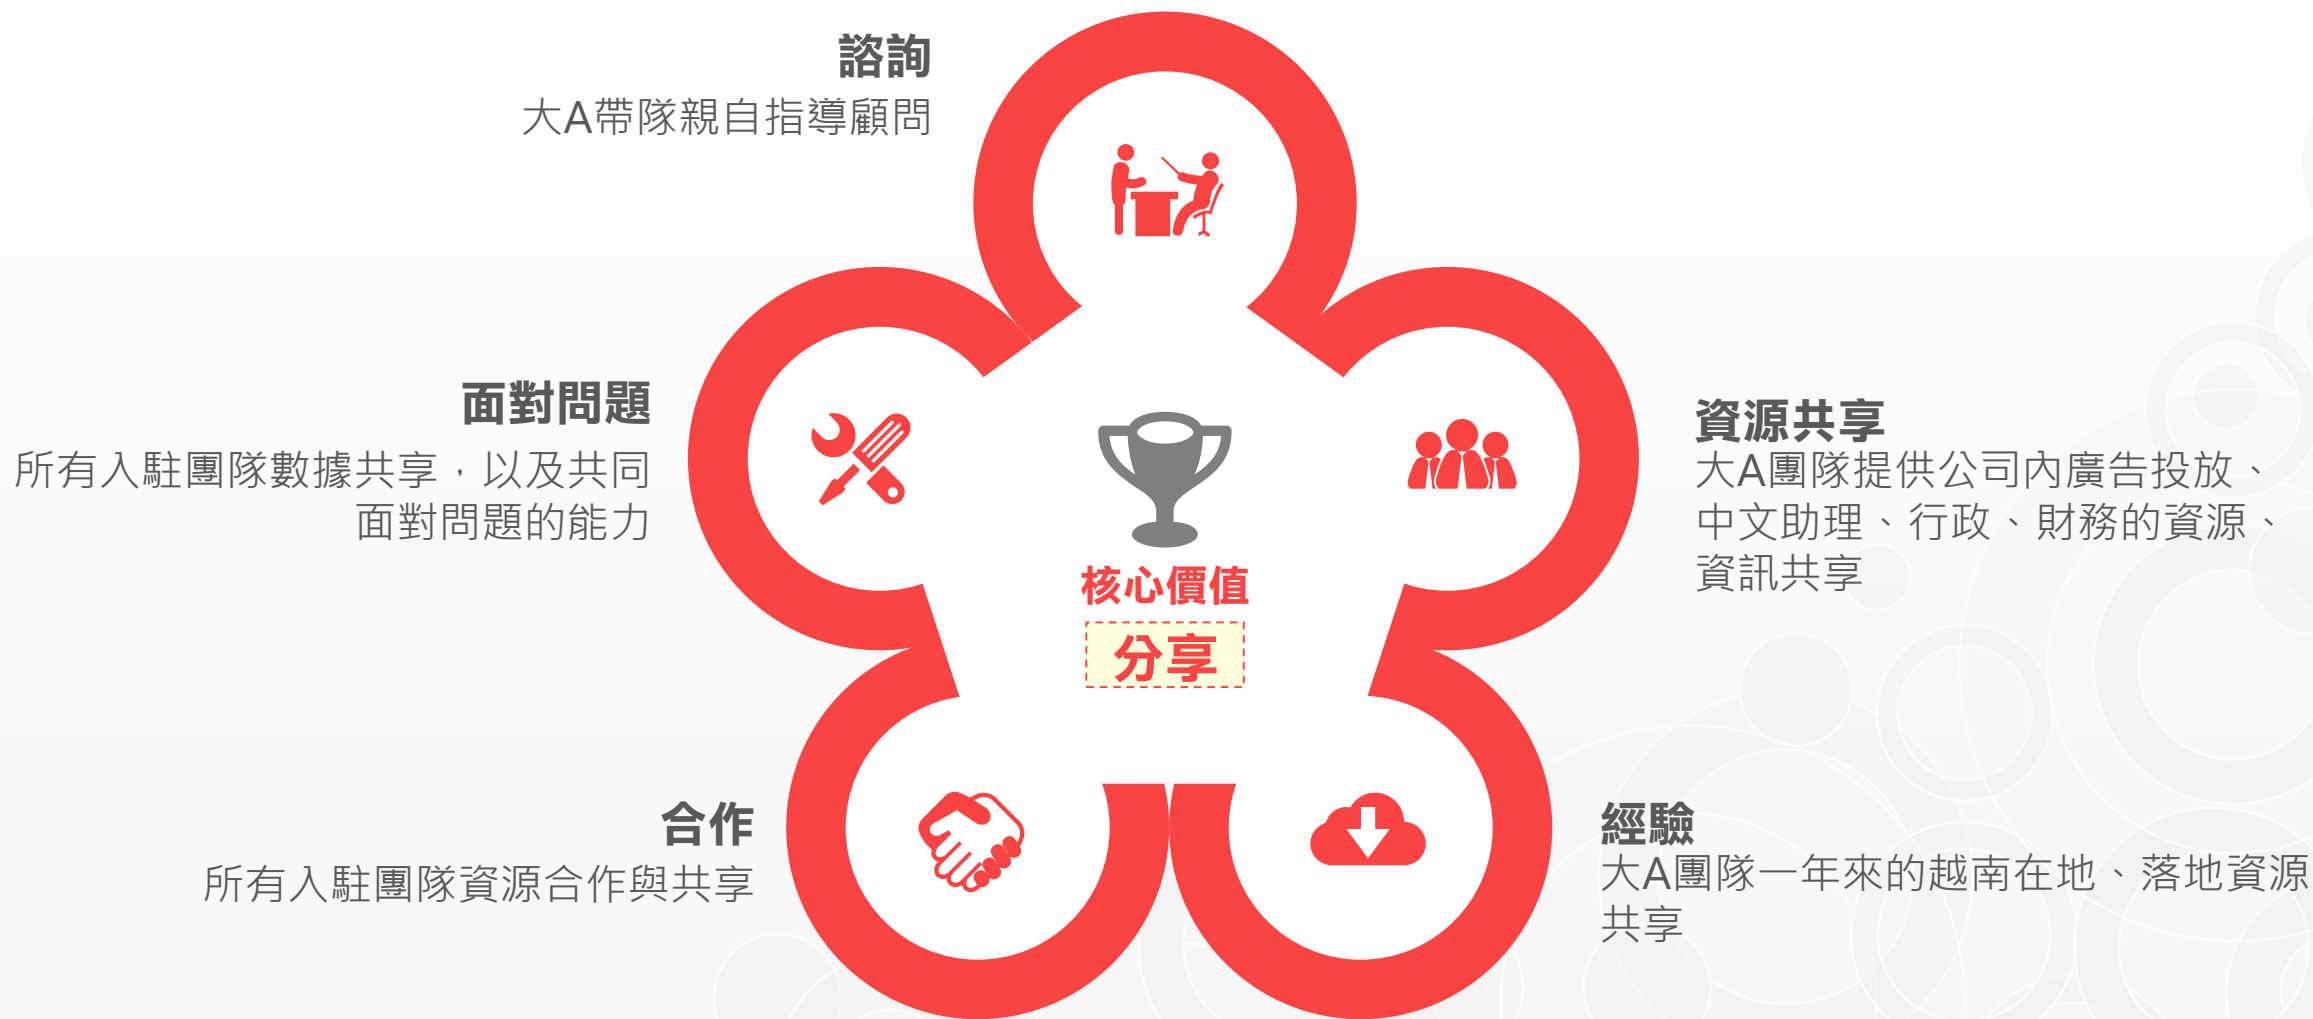 諮詢
大A帶隊親自指導顧問
面對問題
所有入駐團隊數據共享，以及共同
面對問題的能力
資源共享
大A團隊提供公司內廣告投放、
中文助理、行政、財務的資源、
資訊共享
核心價值
分享
合作
所有入駐團隊資源合作與共享
經驗
大A團隊一年來的越南在地、落地資源
共享